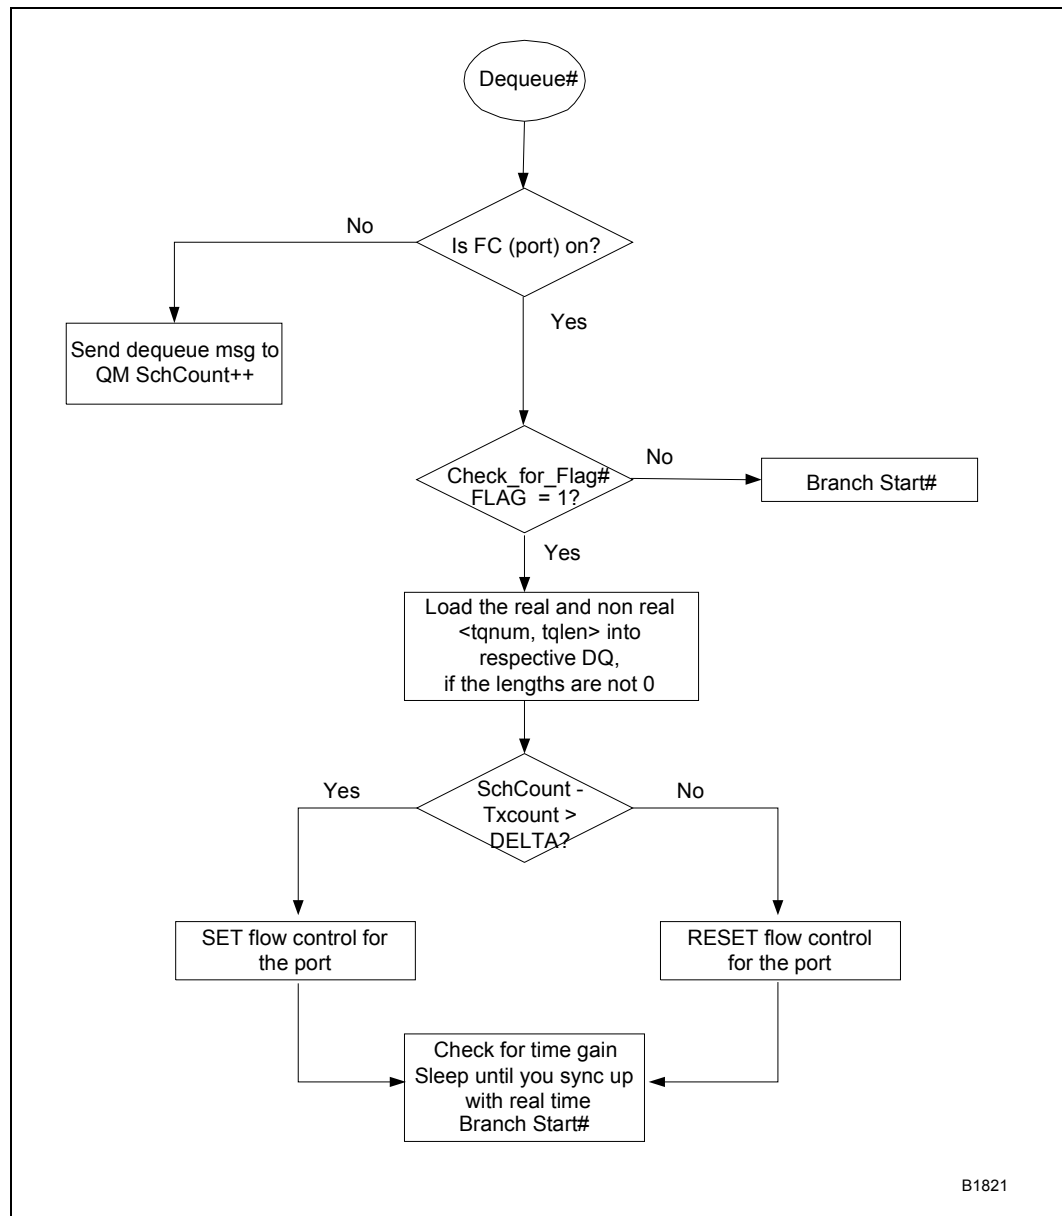 Dequeue#
Is FC (port) on?
No
Yes
Send dequeue msg to
QM SchCount++
Check_for_Flag#
FLAG = 1?
No
Branch Start#
Yes
Load the real and non real
<tqnum, tqlen> into
respective DQ,
if the lengths are not 0
SchCount -
Txcount >
DELTA?
Yes
No
SET flow control for
the port
RESET flow control
for the port
Check for time gain
Sleep until you sync up
with real time
Branch Start#
B1821